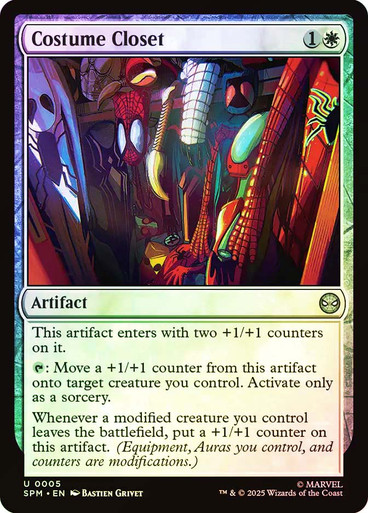 Costume Closet 1
Artifact
This artifact enters with two +1/+1 counters
on it.
: Move a +1/+1 counter from this artifact
onto target creature you control. Activate only
as a sorcery.
Whenever a modified creature you control
leaves the battlefield, put a +1/+1 counter on
this artifact. (Equipment, Auras you control, and
counters are modifications.)
U 0005
SPM • EN Bastien Grivet
© MARVEL
™ & © 2025 Wizards of the Coast